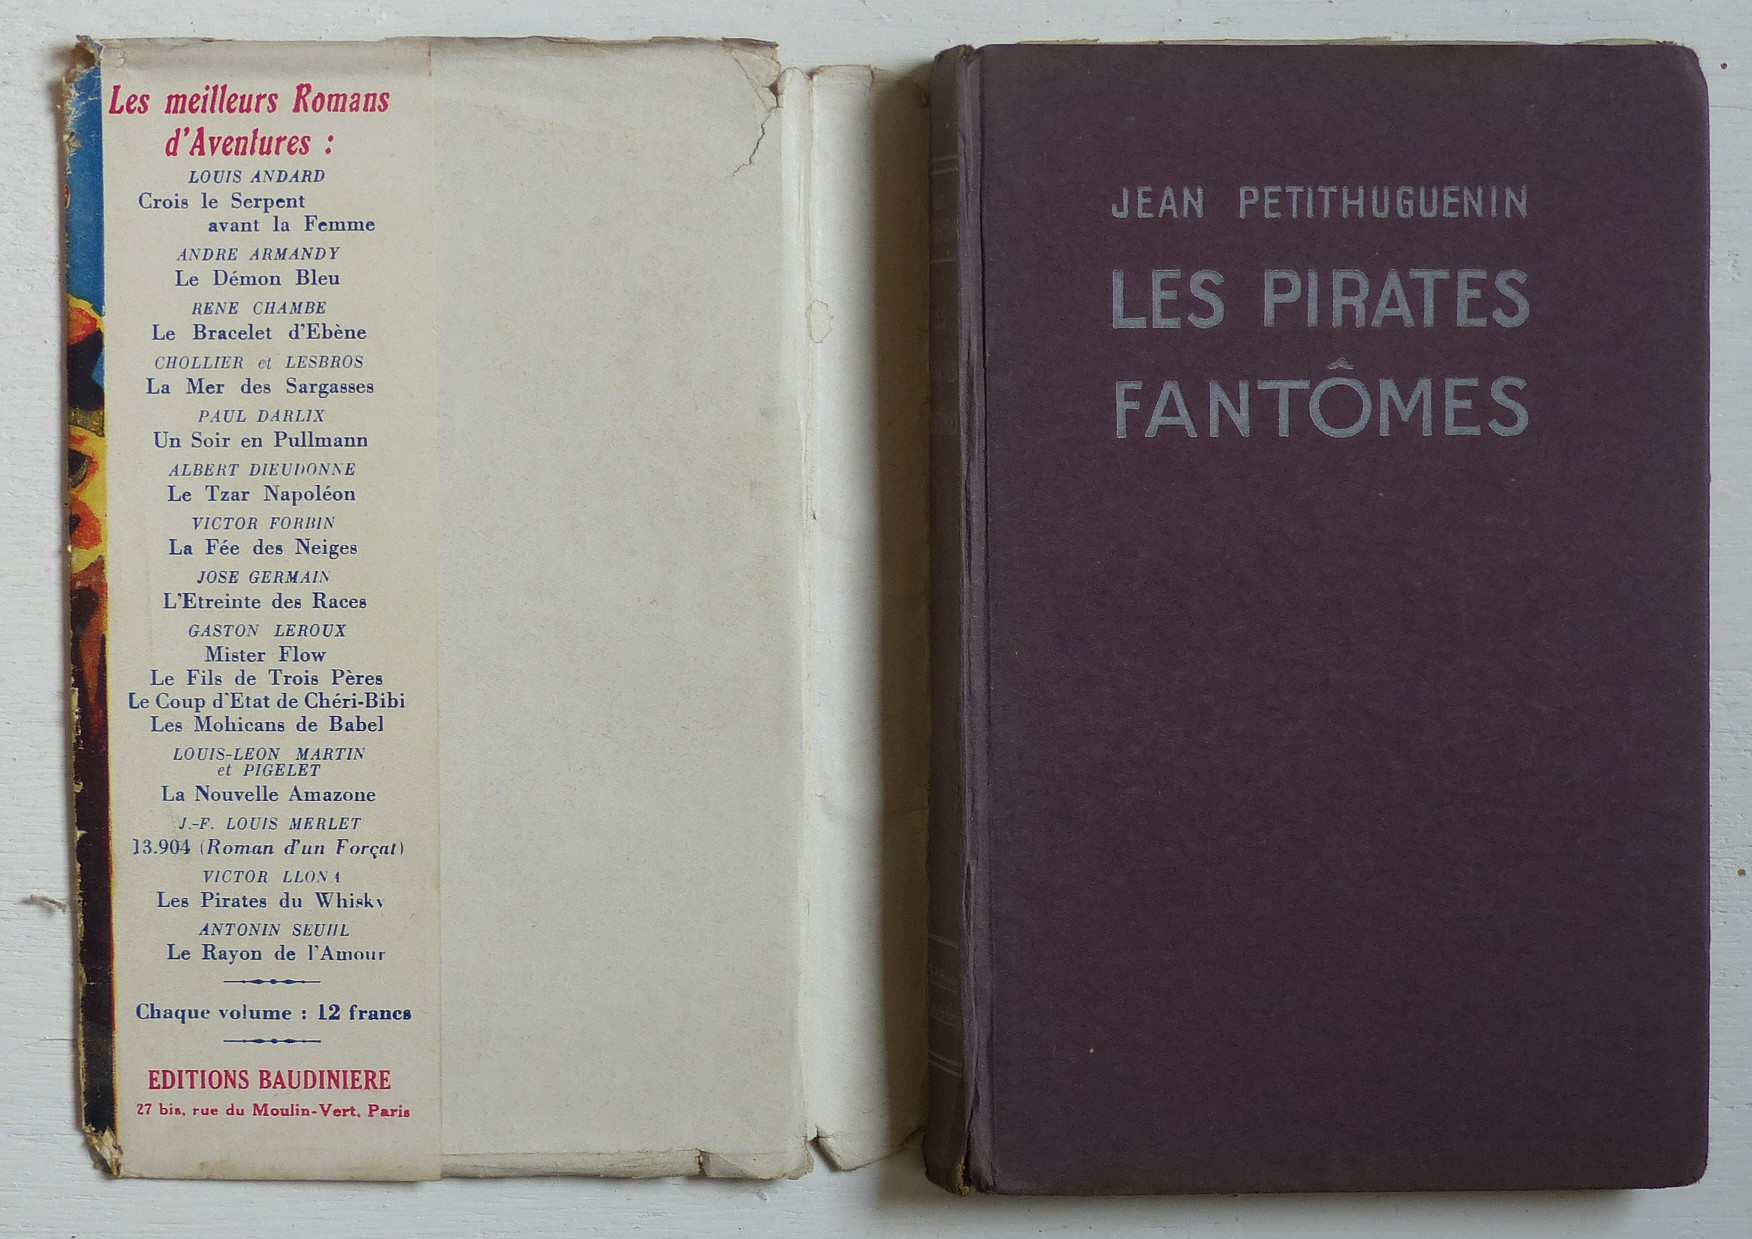 Les meilleurs Romans
d'Aventures :
LOUIS ANDARD
Crois le Serpent
avant la Femme
ANDRE ARMANDY
Le Démon Bleu
RENE CHAMBE
Le Bracelet d'Ebène
CHOLLIER et LESBROS
La Mer des Sargasses
PAUL DARLIX
Un Soir en Pullmann
ALBERT DIEUDONNE
Le Tzar Napoléon
VICTOR FORBIN
La Fée des Neiges
JOSE GERMAIN
L'Etreinte des Races
GASTON LEROUX
Mister Flow
Le Fils de Trois Pères
Le Coup d'Etat de Chéri-Bibi
Les Mohicans de Babel
LOUIS-LEON MARTIN
et PIGELET
La Nouvelle Amazone
J.-F. LOUIS MERLET
13.904 (Roman d'un Forçat)
VICTOR LLONA
Les Pirates du Whisky
ANTONIN SEUHL
Le Rayon de l'Amour
Chaque volume : 12 francs
EDITIONS BAUDINIERE
27 bis, rue du Moulin-Vert, Paris
JEAN PETITHUGUENIN
LES PIRATES
FANTÔMES